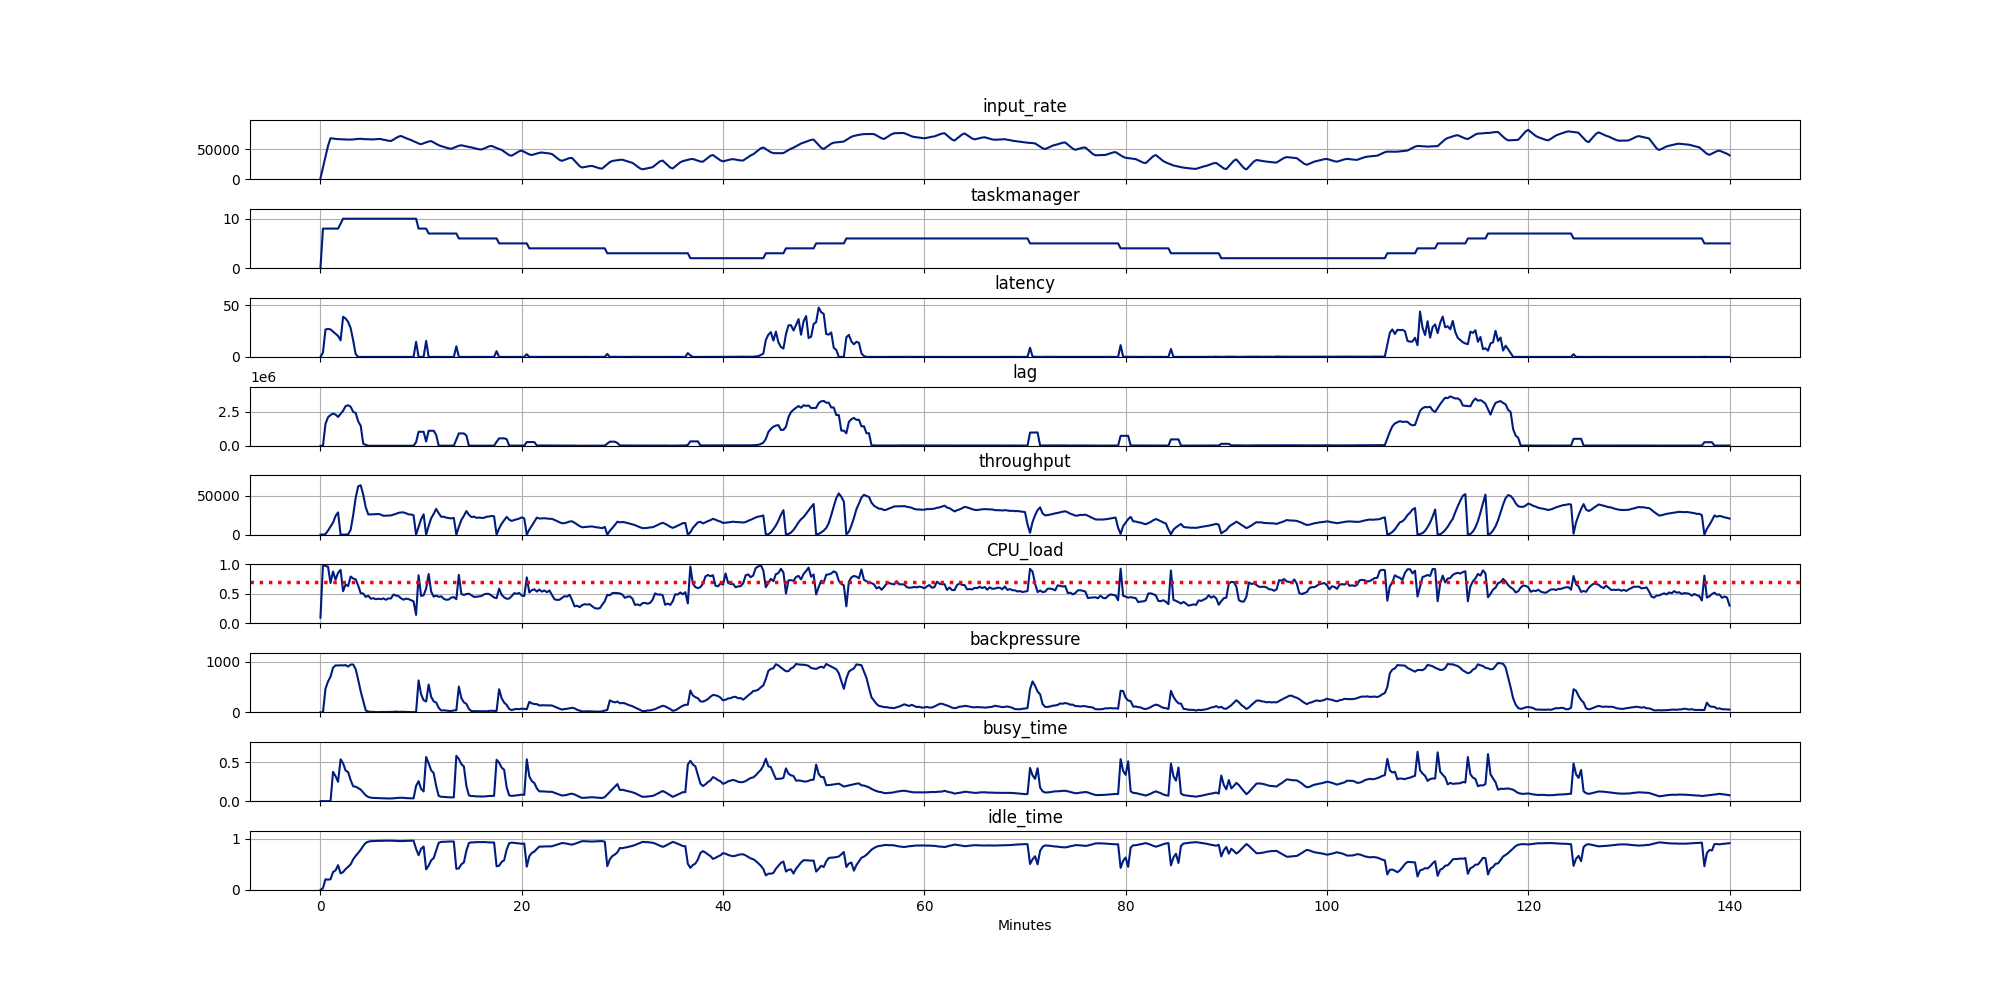 input_rate
50000
0
taskmanager
10
0
latency
50
0
1e6
lag
2.5
0.0
throughput
50000
0
CPU_load
1.0
0.5
0.0
backpressure
1000
0
busy_time
0.5
0.0
idle_time
1
0
0 20 40 60 80 100 120 140
Minutes